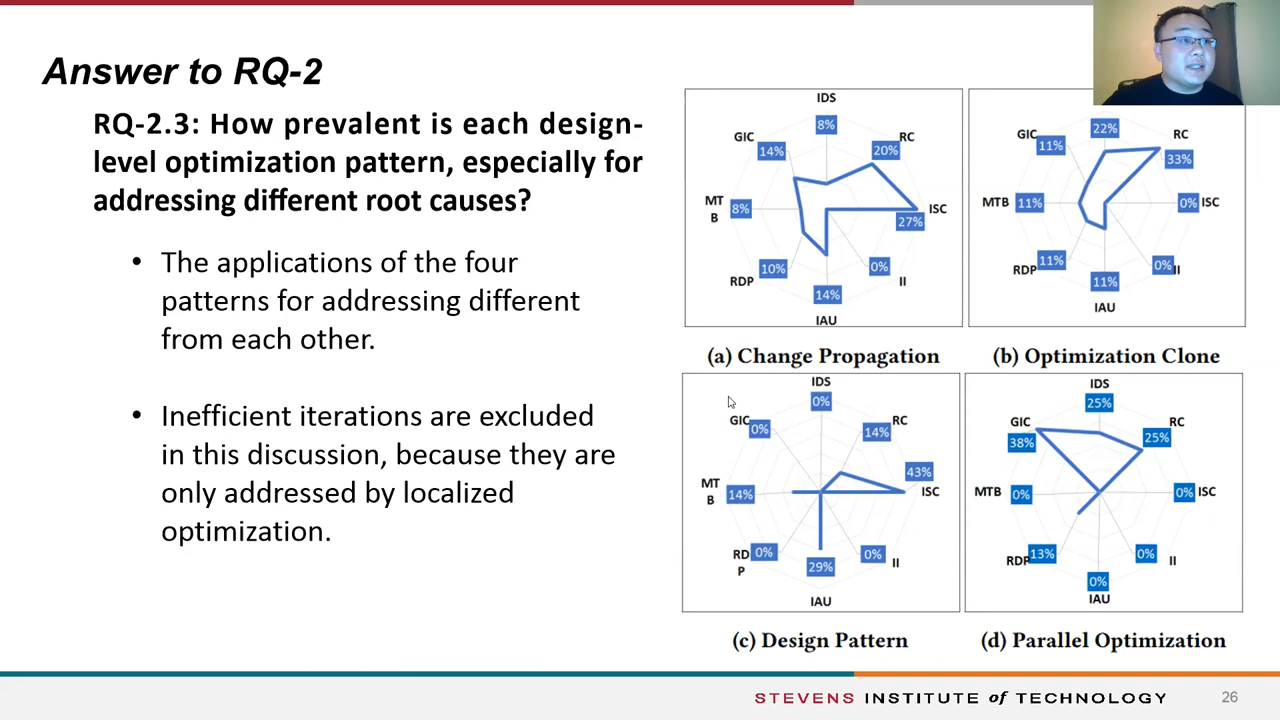 Answer to RQ-2
RQ-2.3: How prevalent is each design-
level optimization pattern, especially for
addressing different root causes?
• The applications of the four
patterns for addressing different
from each other.
• Inefficient iterations are excluded
in this discussion, because they are
only addressed by localized
optimization.
IDS
8%
GIC
RC
14%
20%
MT
B
8%
ISC
27%
10%
0%
RDP
II
14%
IAU
(a) Change Propagation
22%
GIC
RC
11%
33%
MTB
11%
0%
ISC
RDP
11%
0%
II
11%
IAU
(b) Optimization Clone
IDS
0%
GIC
0%
RC
14%
43%
MT
B
14%
ISC
RD
P
0%
0%
II
29%
IAU
(c) Design Pattern
IDS
25%
GIC
RC
38%
25%
MTB
0%
0%
ISC
RDP
13%
0%
II
0%
IAU
(d) Parallel Optimization
STEVENS INSTITUTE of TECHNOLOGY
26